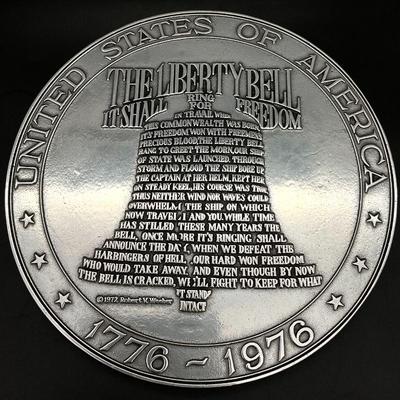 UNITED STATES OF AMERICA
THE LIBERTY BELL
IT SHALL RING FOR FREEDOM
IN TRAVAIL WHEN
THIS COMMONWEALTH WAS BORN
IT'S FREEDOM WON WITH FREEMENS
PRECIOUS BLOOD, THE LIBERTY BELL
RANG TO GREET THE MORN, OUR SHIP
OF STATE WAS LAUNCHED. THROUGH
STORM AND FLOOD THE SHIP BORE UP
THE CAPTAIN AT HER HELM, KEPT HER
ON STEADY KEEL, HIS COURSE WAS TRUE
THUS NEITHER WIND NOR WAVES COULD
OVERWHELM THE SHIP ON WHICH
NOW TRAVEL I AND YOU, WHILE TIME
HAS STILLED THESE MANY YEARS THE
BELL, ONCE MORE IT'S RINGING SHALL
ANNOUNCE THE DAY, WHEN WE DEFEAT THE
HARBINGERS OF HELL, OUR HARD WON FREEDOM
WHO WOULD TAKE AWAY, AND EVEN THOUGH BY NOW
THE BELL IS CRACKED, WE'LL FIGHT TO KEEP FOR WHAT
IT STANDS
INTACT
© 1972, Robert V.
1776 ~ 1976